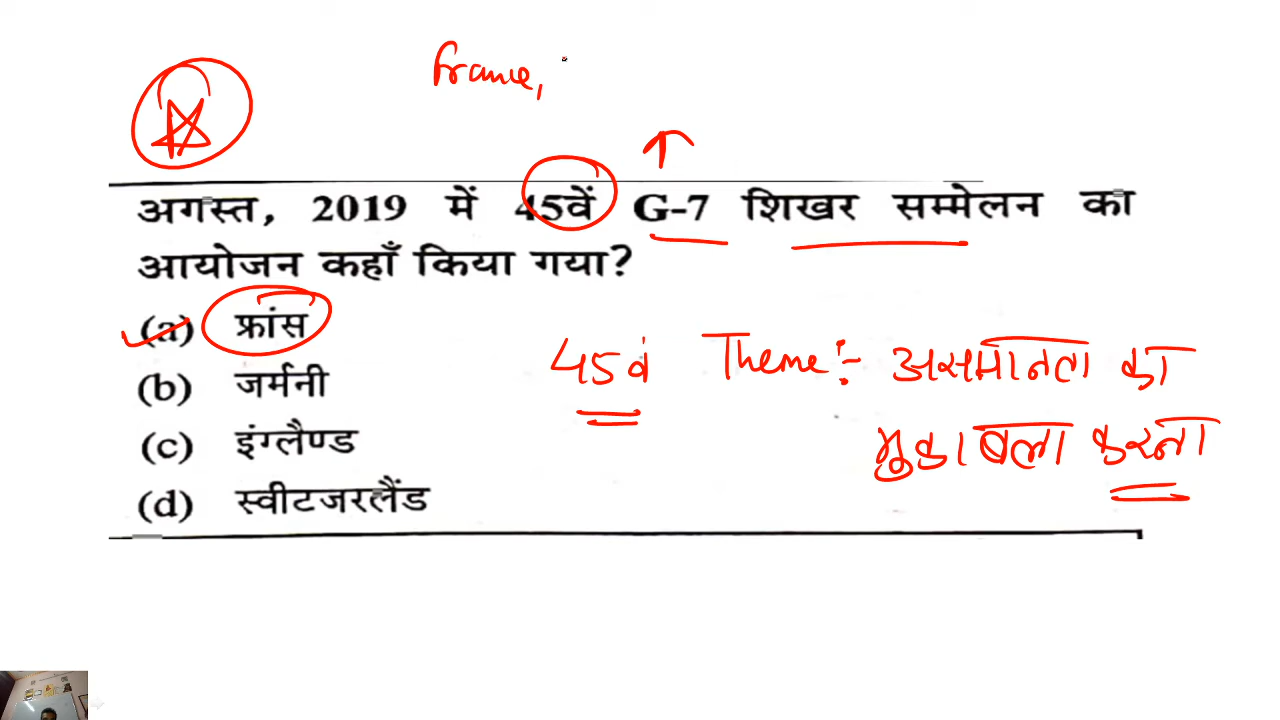 france,
अगस्त, 2019 में 45वें G-7 शिखर सम्मेलन का
आयोजन कहाँ किया गया?
(a) फ्रांस
(b) जर्मनी
(c) इंग्लैण्ड
(d) स्वीटजरलैंड
45वे Theme:- असमानता का
मुकाबला करना